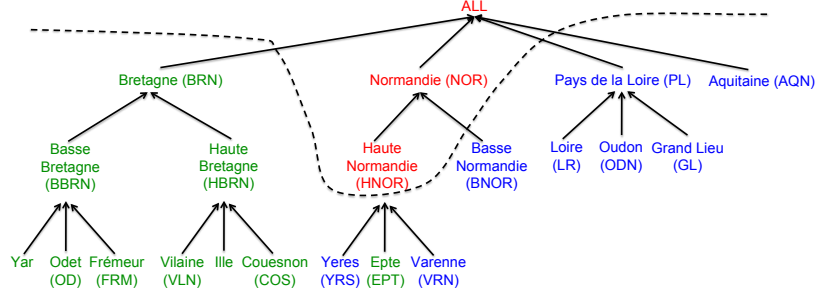 ALL
Bretagne (BRN)
Normandie (NOR)
Pays de la Loire (PL)
Aquitaine (AQN)
Basse
Bretagne
(BBRN)
Haute
Bretagne
(HBRN)
Haute
Normandie
(HNOR)
Basse
Normandie
(BNOR)
Loire
(LR)
Oudon
(ODN)
Grand Lieu
(GL)
Yar
Odet
(OD)
Frémeur
(FRM)
Vilaine
(VLN)
Ille
Couesnon
(COS)
Yeres
(YRS)
Epte
(EPT)
Varenne
(VRN)